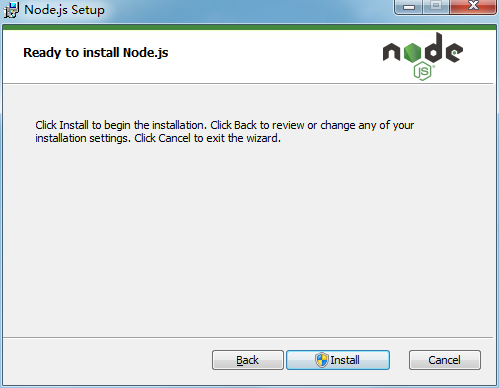 Node.js Setup
Ready to install Node.js
node
JS
Click Install to begin the installation. Click Back to review or change any of your
installation settings. Click Cancel to exit the wizard.
Back
Install
Cancel